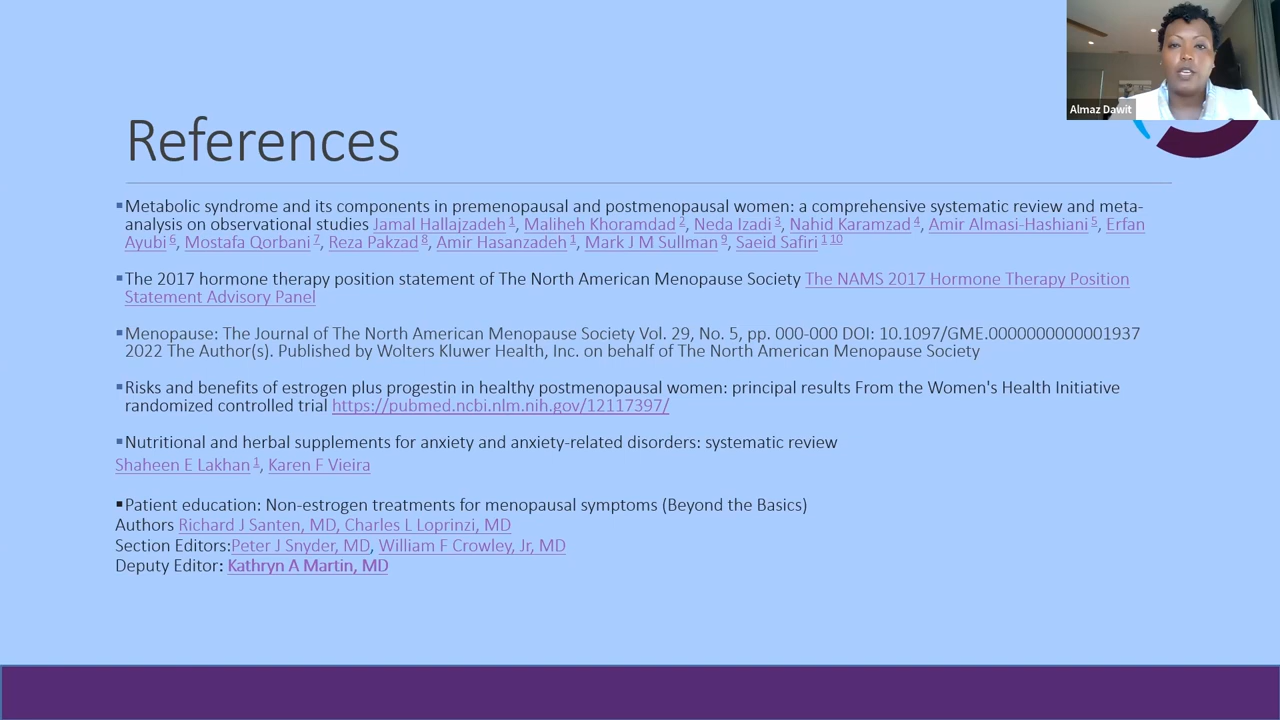 Almaz Dawit
References
▪Metabolic syndrome and its components in premenopausal and postmenopausal women: a comprehensive systematic review and meta-
analysis on observational studies Jamal Hallajzadeh 1, Maliheh Khoramdad 2, Neda Izadi 3, Nahid Karamzad 4, Amir Almasi-Hashiani 5, Erfan
Ayubi 6, Mostafa Qorbani 7, Reza Pakzad 8, Amir Hasanzadeh 1, Mark J M Sullman 9, Saeid Safiri 1 10
▪The 2017 hormone therapy position statement of The North American Menopause Society The NAMS 2017 Hormone Therapy Position
Statement Advisory Panel
▪Menopause: The Journal of The North American Menopause Society Vol. 29, No. 5, pp. 000-000 DOI: 10.1097/GME.0000000000001937
2022 The Author(s). Published by Wolters Kluwer Health, Inc. on behalf of The North American Menopause Society
▪Risks and benefits of estrogen plus progestin in healthy postmenopausal women: principal results From the Women's Health Initiative
randomized controlled trial https://pubmed.ncbi.nlm.nih.gov/12117397/
▪Nutritional and herbal supplements for anxiety and anxiety-related disorders: systematic review
Shaheen E Lakhan 1, Karen F Vieira
▪Patient education: Non-estrogen treatments for menopausal symptoms (Beyond the Basics)
Authors Richard J Santen, MD, Charles L Loprinzi, MD
Section Editors:Peter J Snyder, MD, William F Crowley, Jr, MD
Deputy Editor: Kathryn A Martin, MD